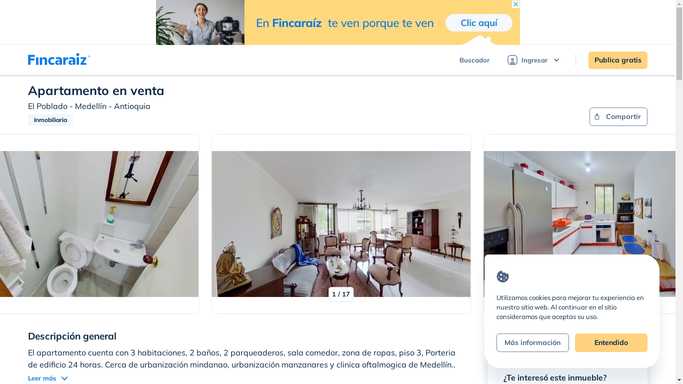 En Fincaraíz te ven porque te ven
Clic aquí
Fincaraíz
Buscador
Ingresar
Publica gratis
Apartamento en venta
El Poblado - Medellín - Antioquia
Inmobiliaria
Compartir
1 / 17
Utilizamos cookies para mejorar tu experiencia en
nuestro sitio web. Al continuar en el sitio
consideramos que aceptas su uso.
Más información
Entendido
Descripción general
El apartamento cuenta con 3 habitaciones, 2 baños, 2 parqueaderos, sala comedor, zona de ropas, piso 3, Porteria
de edificio 24 horas. Cerca de urbanización mindanao, urbanización manzanares y clinica oftalmogica de Medellín..
Leer más
¿Te interesó este inmueble?